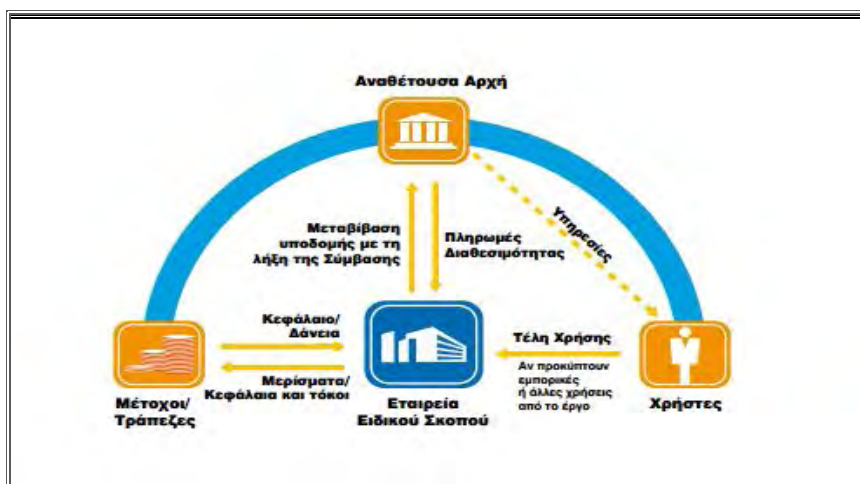 Αναθέτουσα Αρχή
Μεταβίβαση
υποδομής με τη
λήξη της Σύμβασης
Πληρωμές
Διαθεσιμότητας
Υπηρεσίες
Κεφάλαιο/
Δάνεια
Μερίσματα/
Κεφάλαια και τόκοι
Τέλη Χρήσης
Αν προκύπτουν
εμπορικές
ή άλλες χρήσεις
από το έργο
Μέτοχοι/
Τράπεζες
Εταιρεία
Ειδικού Σκοπού
Χρήστες